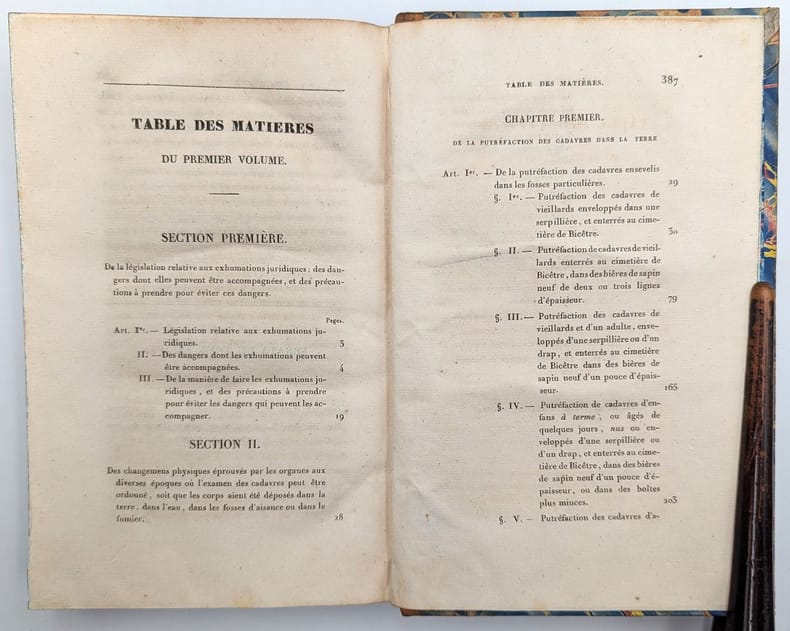 TABLE DES MATIERES
DU PREMIER VOLUME.
SECTION PREMIÈRE.
De la législation relative aux exhumations juridiques : des dan-
gers dont elles peuvent être accompagnées, et des précau-
tions à prendre pour éviter ces dangers.
Pages.
Art. Ier. — Législation relative aux exhumations ju-
ridiques. 3
II. — Des dangers dont les exhumations peuvent
être accompagnées. 4
III. — De la manière de faire les exhumations ju-
ridiques, et des précautions à prendre
pour éviter les dangers qui peuvent les ac-
compagner. 19
SECTION II.
Des changemens physiques éprouvés par les organes aux
diverses époques où l'examen des cadavres peut être
ordonné, soit que les corps aient été déposés dans la
terre, dans l'eau, dans les fosses d'aisance ou dans le
fumier. 28
TABLE DES MATIÈRES. 387
CHAPITRE PREMIER.
DE LA PUTRÉFACTION DES CADAVRES DANS LA TERRE
Art. Ier. — De la putréfaction des cadavres ensevelis
dans les fosses particulières. 29
§. Ier. — Putréfaction des cadavres de
vieillards enveloppés dans une
serpillière, et enterrés au cime-
tière de Bicêtre. 30
§. II. — Putréfaction de cadavres de vieil-
lards enterrés au cimetière de
Bicêtre, dans des bières de sapin
neuf de deux ou trois lignes
d'épaisseur. 79
§. III. — Putréfaction des cadavres de
vieillards et d'un adulte, enve-
loppés d'une serpillière ou d'un
drap, et enterrés au cimetière
de Bicêtre dans des bières de
sapin neuf d'un pouce d'épais-
seur. 165
§. IV. — Putréfaction de cadavres d'en-
fans à terme, ou âgés de
quelques jours, nus ou en-
veloppés d'une serpillière ou
d'un drap, et enterrés au cime-
tière de Bicêtre, dans des bières
de sapin neuf d'un pouce d'é-
paisseur, ou dans des boîtes
plus minces. 203
§. V. — Putréfaction des cadavres d'a-